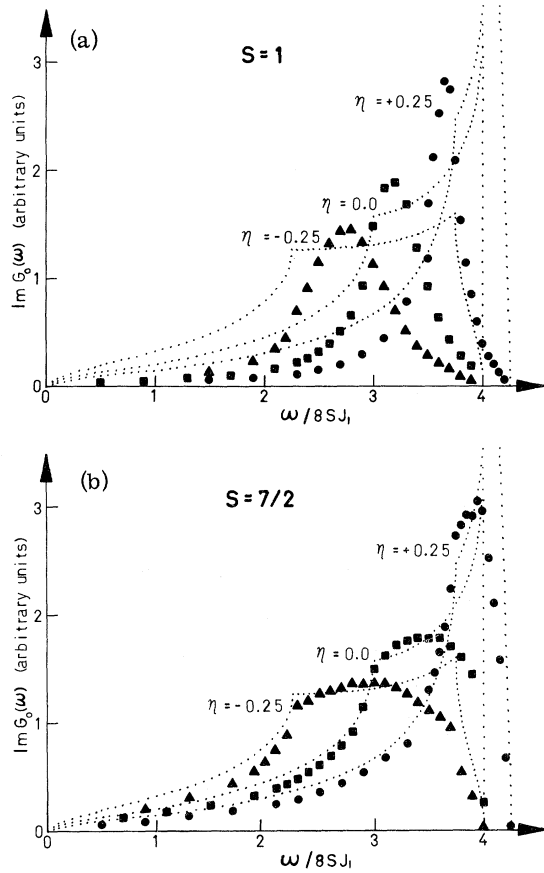 (a)
S=1
3
2
1
0
η =+0.25
η =0.0
η =-0.25
Im G₀(ω) (arbitrary units)
1
2
3
4
ω/8SJ₁
(b)
S=7/2
3
2
1
0
η =+0.25
η =0.0
η =-0.25
Im G₀(ω) (arbitrary units)
0
1
2
3
4
ω/8SJ₁